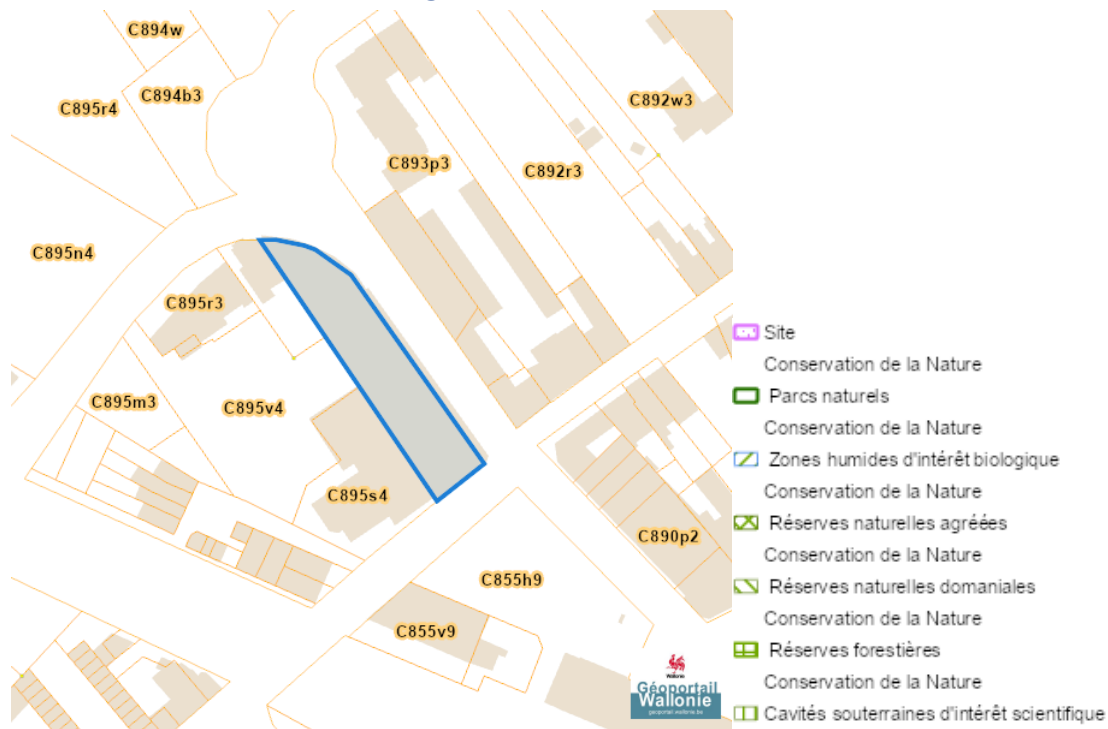 C894w
C894b3
C895r4
C892w3
C893p3
C892r3
C895n4
C895r3
C895m3
C895v4
C895s4
C890p2
C855h9
C855v9
Wallonie
Géoportail
Wallonie
geoportail.wallonie.be
Site
Conservation de la Nature
Parcs naturels
Conservation de la Nature
Zones humides d'intérêt biologique
Conservation de la Nature
Réserves naturelles agréées
Conservation de la Nature
Réserves naturelles domaniales
Conservation de la Nature
Réserves forestières
Conservation de la Nature
Cavités souterraines d'intérêt scientifique